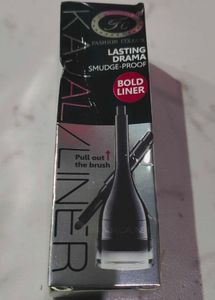 FASHION COLOUR
LASTING
DRAMA
SMUDGE-PROOF
BOLD
LINER
KAJAL/LINER
Pull out
the brush